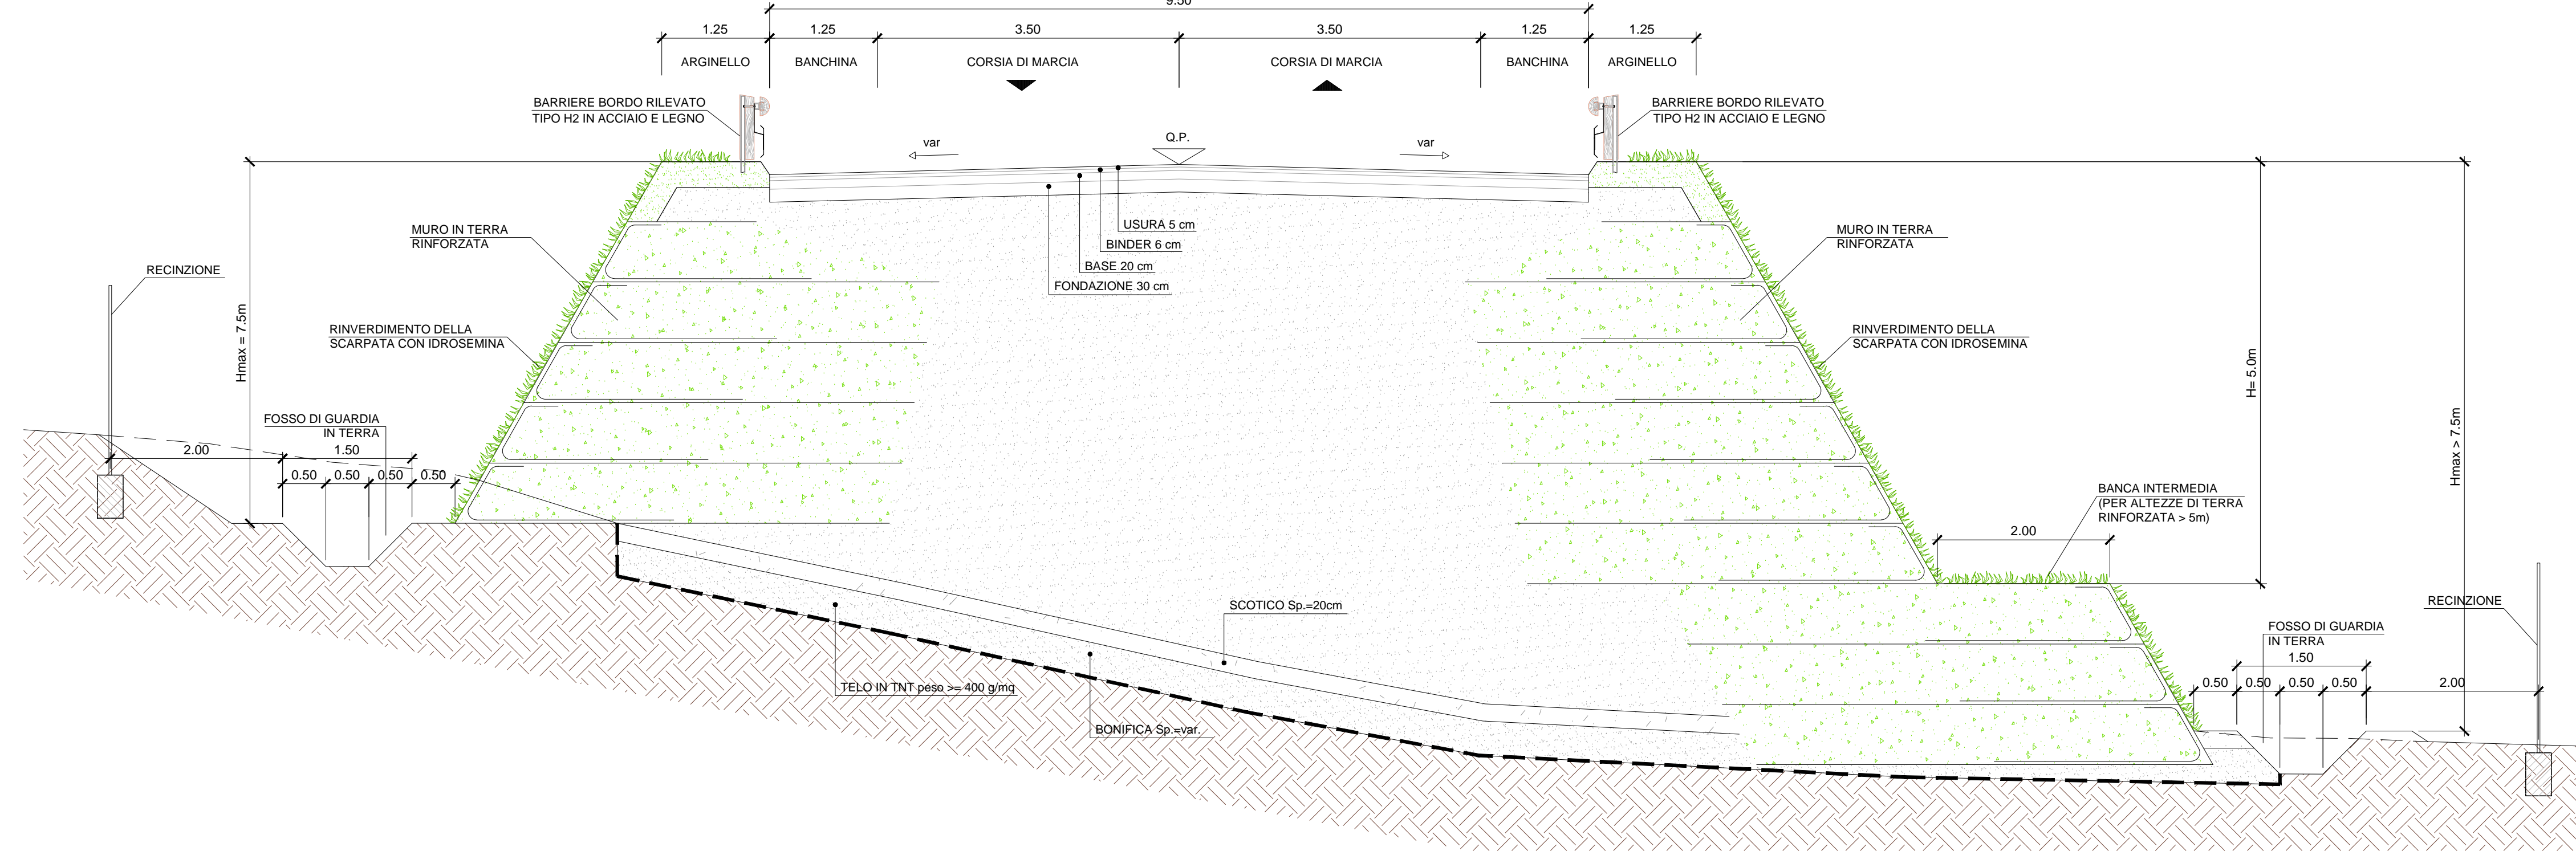 9.50
1.25 1.25 3.50 3.50 1.25 1.25
ARGINELLO BANCHINA CORSIA DI MARCIA CORSIA DI MARCIA BANCHINA ARGINELLO
BARRIERE BORDO RILEVATO
TIPO H2 IN ACCIAIO E LEGNO
BARRIERE BORDO RILEVATO
TIPO H2 IN ACCIAIO E LEGNO
var
Q.P.
var
USURA 5 cm
BINDER 6 cm
BASE 20 cm
FONDAZIONE 30 cm
MURO IN TERRA
RINFORZATA
MURO IN TERRA
RINFORZATA
RECINZIONE
Hmax = 7.5m
RINVERDIMENTO DELLA
SCARPATA CON IDROSEMINA
RINVERDIMENTO DELLA
SCARPATA CON IDROSEMINA
H= 5.0m
Hmax > 7.5m
FOSSO DI GUARDIA
IN TERRA
2.00 1.50
0.50 0.50 0.50 0.50
BANCA INTERMEDIA
(PER ALTEZZE DI TERRA
RINFORZATA > 5m)
2.00
SCOTICO Sp.=20cm
TELO IN TNT peso >= 400 g/mq
BONIFICA Sp.=var.
RECINZIONE
FOSSO DI GUARDIA
IN TERRA
1.50
0.50 0.50 0.50 0.50 2.00